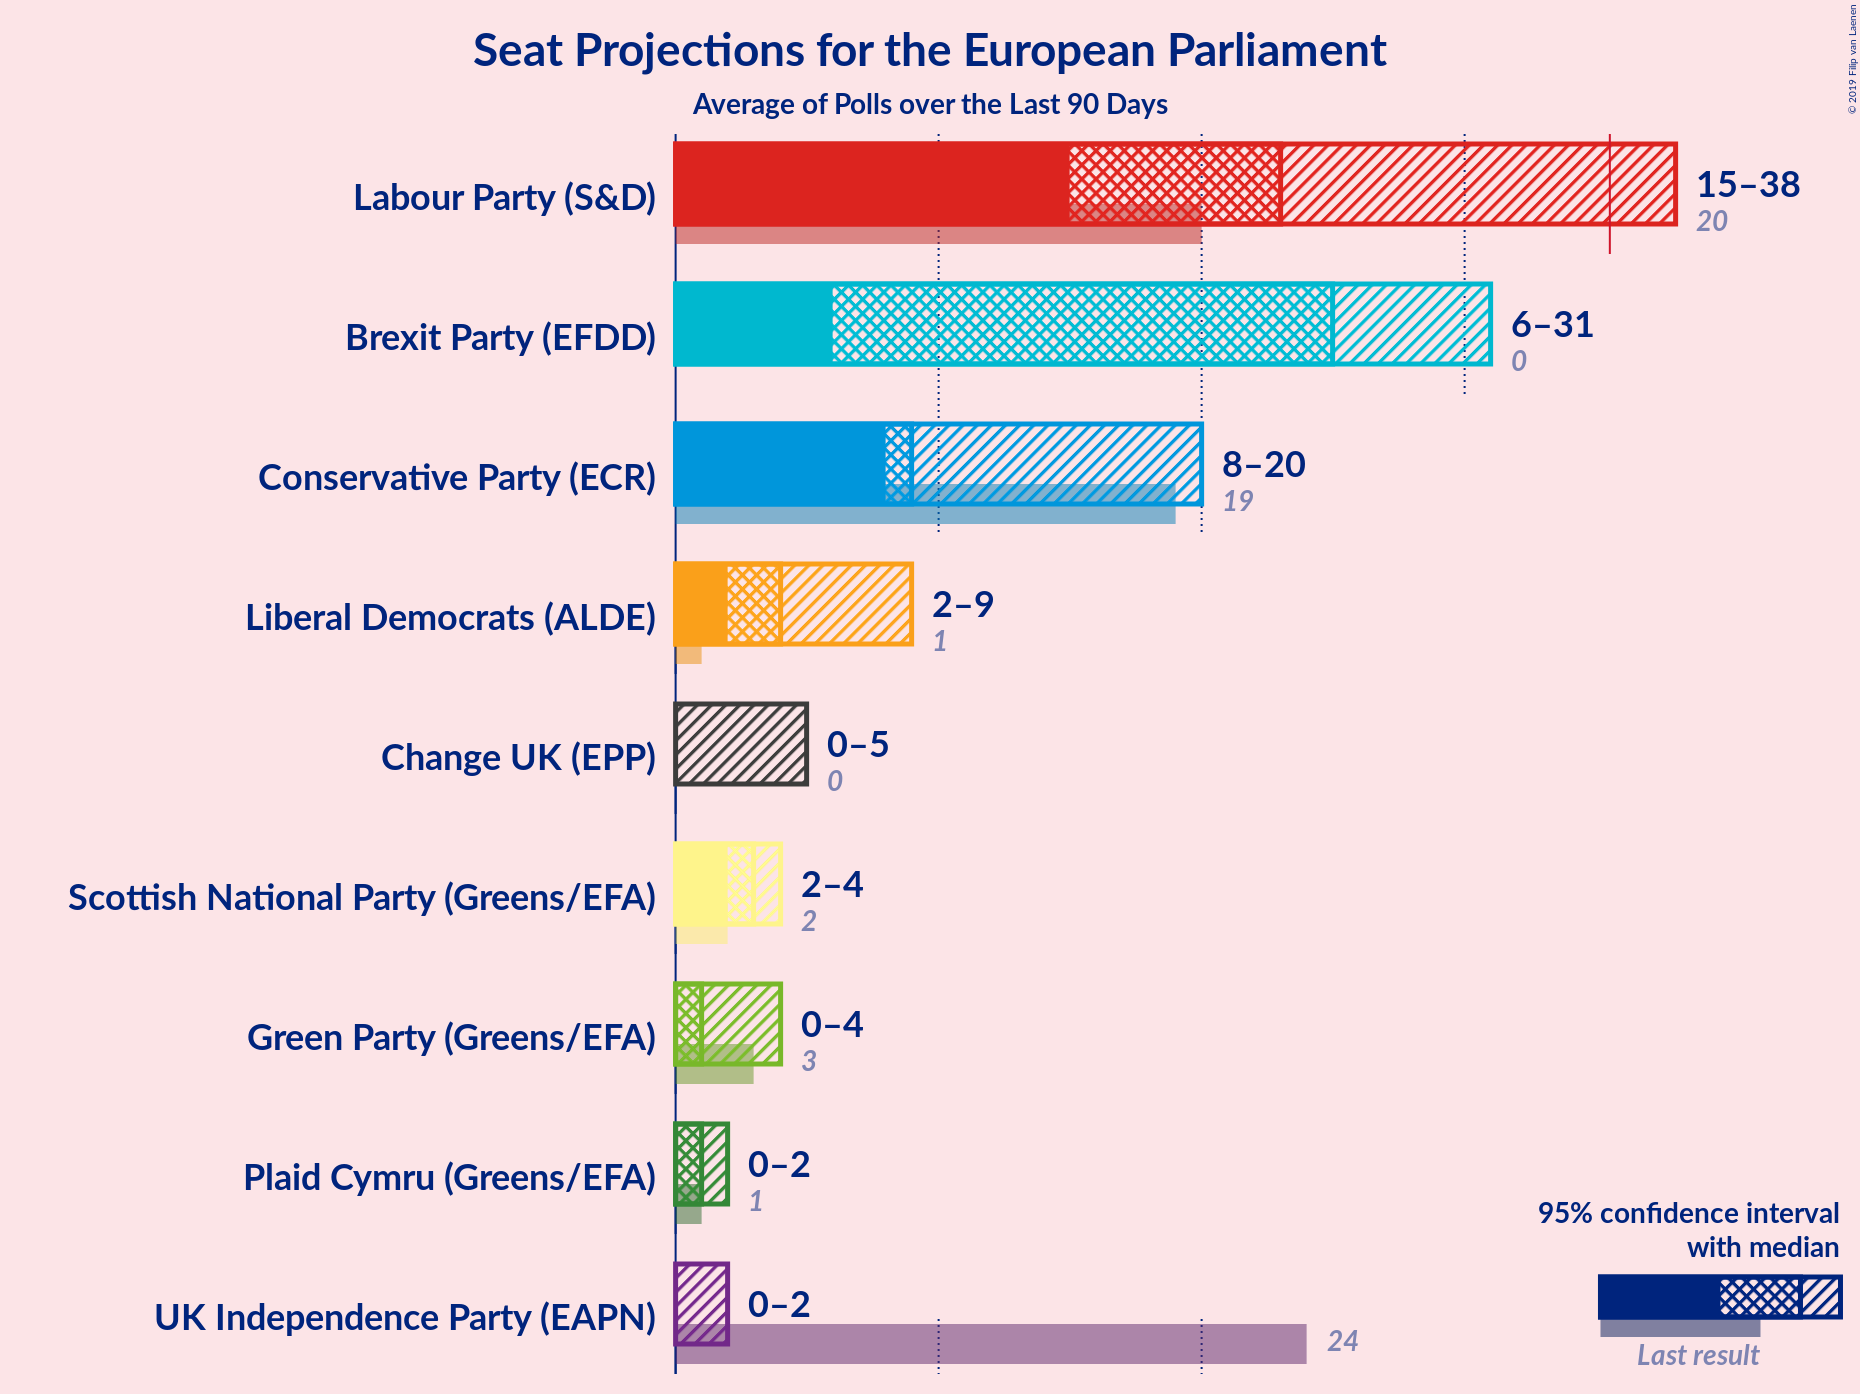 Seat Projections for the European Parliament
Average of Polls over the Last 90 Days
© 2019 Filip van Laenen
Labour Party (S&D)
15–38
20
Brexit Party (EFDD)
6–31
0
Conservative Party (ECR)
8–20
19
Liberal Democrats (ALDE)
2–9
1
Change UK (EPP)
0–5
0
Scottish National Party (Greens/EFA)
2–4
2
Green Party (Greens/EFA)
0–4
3
Plaid Cymru (Greens/EFA)
0–2
1
UK Independence Party (EAPN)
0–2
24
95% confidence interval
with median
Last result